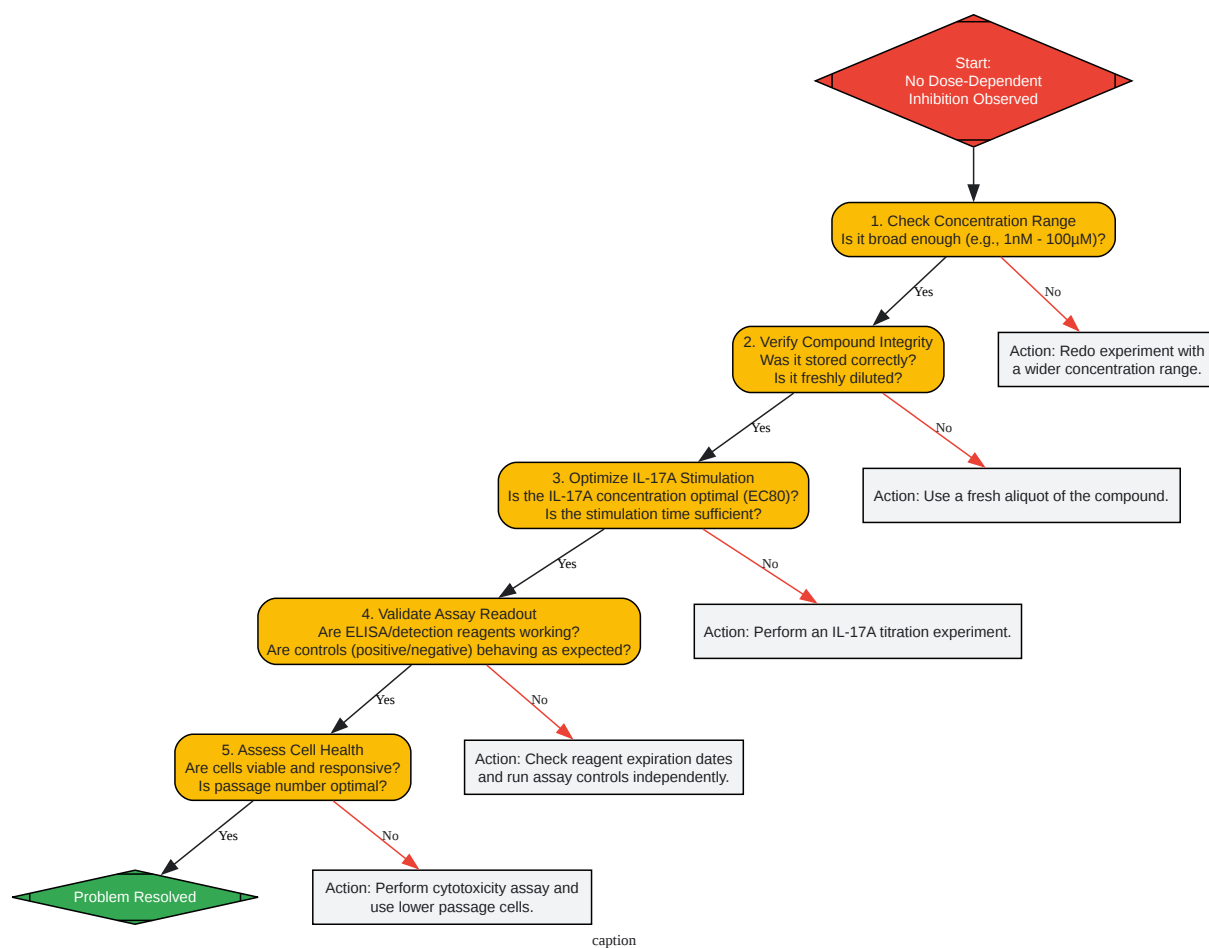 Start:
No Dose-Dependent
Inhibition Observed
1. Check Concentration Range
Is it broad enough (e.g., 1nM - 100µM)?
Yes
No
2. Verify Compound Integrity
Was it stored correctly?
Is it freshly diluted?
Action: Redo experiment with
a wider concentration range.
Yes
No
3. Optimize IL-17A Stimulation
Is the IL-17A concentration optimal (EC80)?
Is the stimulation time sufficient?
Action: Use a fresh aliquot of the compound.
Yes
No
4. Validate Assay Readout
Are ELISA/detection reagents working?
Are controls (positive/negative) behaving as expected?
Action: Perform an IL-17A titration experiment.
Yes
No
5. Assess Cell Health
Are cells viable and responsive?
Is passage number optimal?
Action: Check reagent expiration dates
and run assay controls independently.
Yes
No
Problem Resolved
Action: Perform cytotoxicity assay and
use lower passage cells.
caption